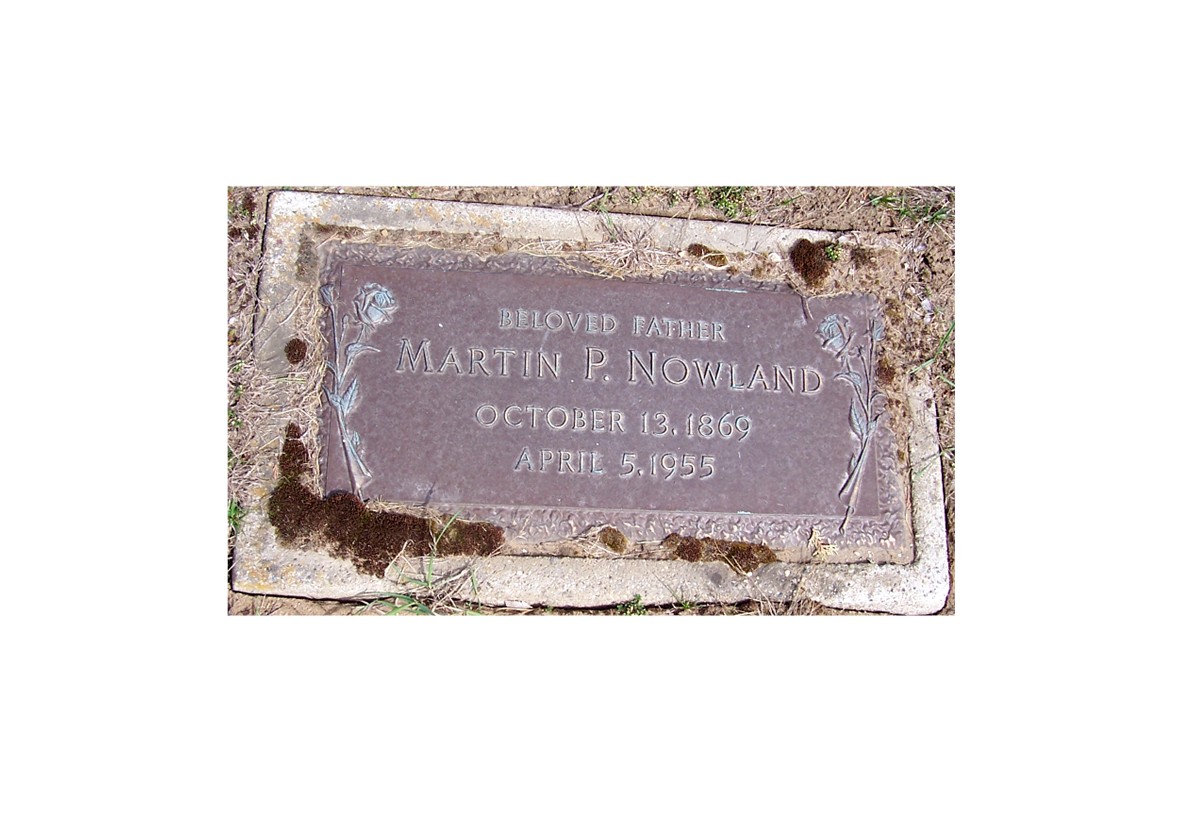 BELOVED FATHER
MARTIN P. NOWLAND
OCTOBER 13, 1869
APRIL 5, 1955